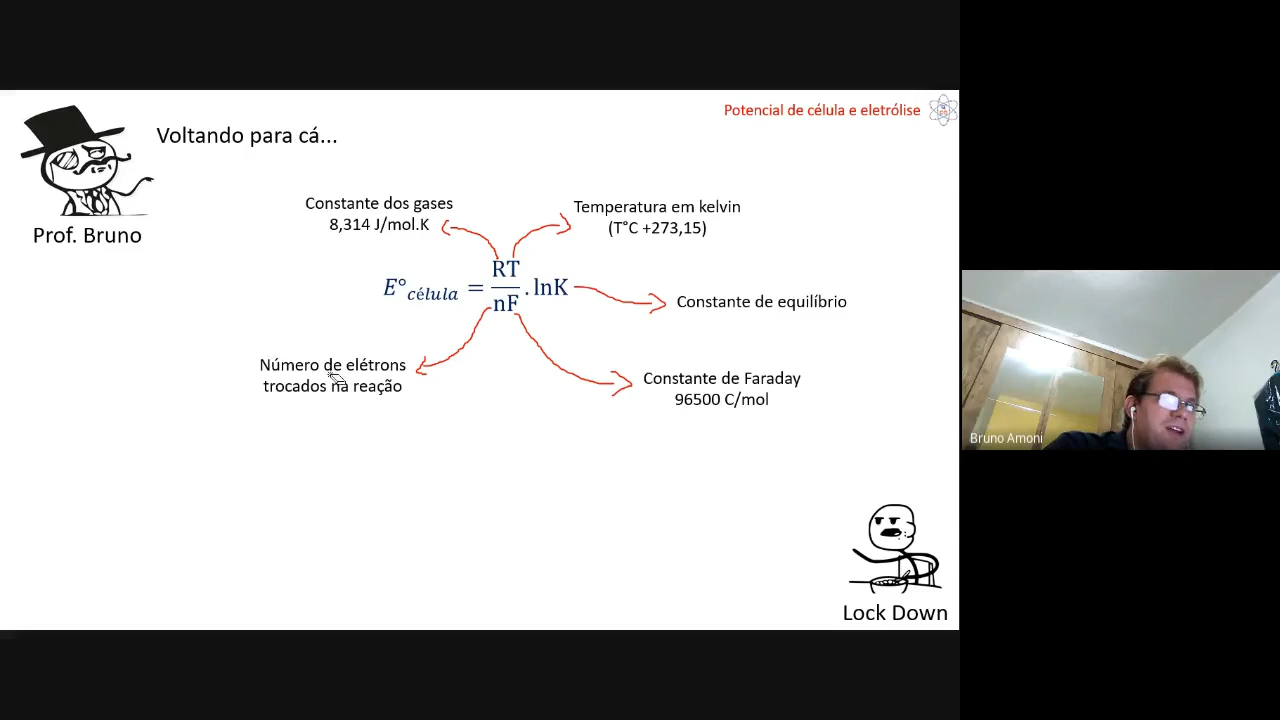 Potencial de célula e eletrólise
Voltando para cá...
Prof. Bruno
Constante dos gases
8,314 J/mol.K
Temperatura em kelvin
(T°C +273,15)
E°célula = RT/nF . lnK
Constante de equilíbrio
Número de elétrons
trocados na reação
Constante de Faraday
96500 C/mol
Bruno Amoni
Lock Down